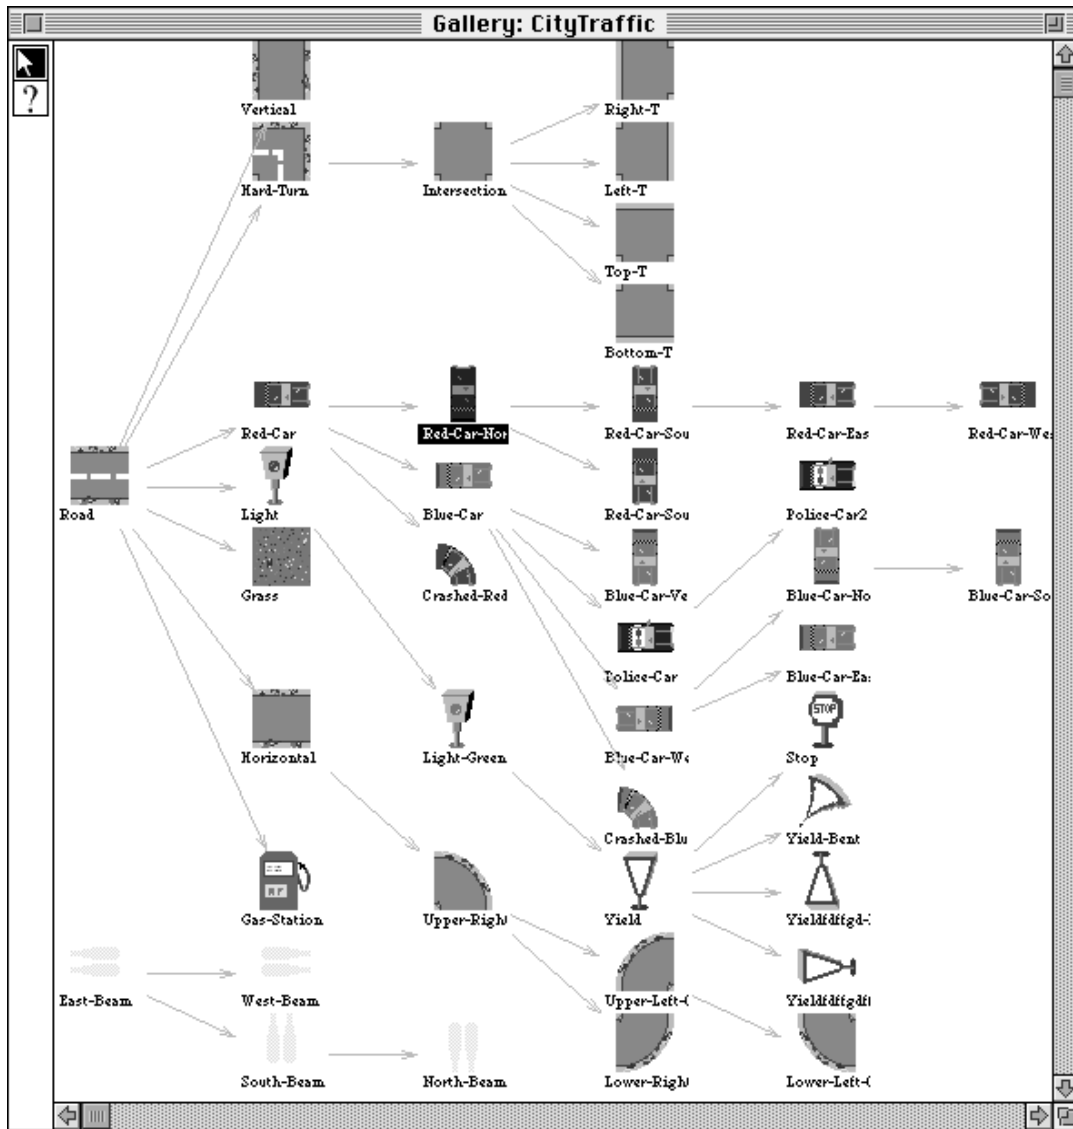 Gallery: CityTraffic
?
Vertical
Right-T
Hard-Turn
Intersection
Left-T
Top-T
Bottom-T
Red-Car
Red-Car-Nor
Red-Car-Sou
Red-Car-Eas
Red-Car-Wes
Road
Light
Blue-Car
Red-Car-Sou
Police-Car2
Grass
Crashed-Red
Blue-Car-Ve
Blue-Car-No
Blue-Car-So
Police-Car
Blue-Car-Eas
STOP
Horizontal
Light-Green
Blue-Car-We
Stop
Crashed-Blu
Yield-Bent
Gas-Station
Upper-Righ
Yield
Yieldfdffgd-
East-Beam
West-Beam
Upper-Left-
Yieldfdffgdf
South-Beam
North-Beam
Lower-Righ
Lower-Left-